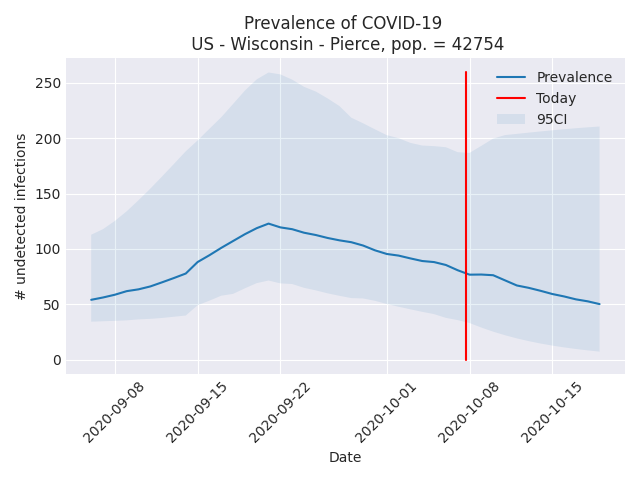 Prevalence of COVID-19
US - Wisconsin - Pierce, pop. = 42754
Prevalence
Today
95CI
250
200
150
100
50
0
# undetected infections
2020-09-08
2020-09-15
2020-09-22
2020-10-01
2020-10-08
2020-10-15
Date